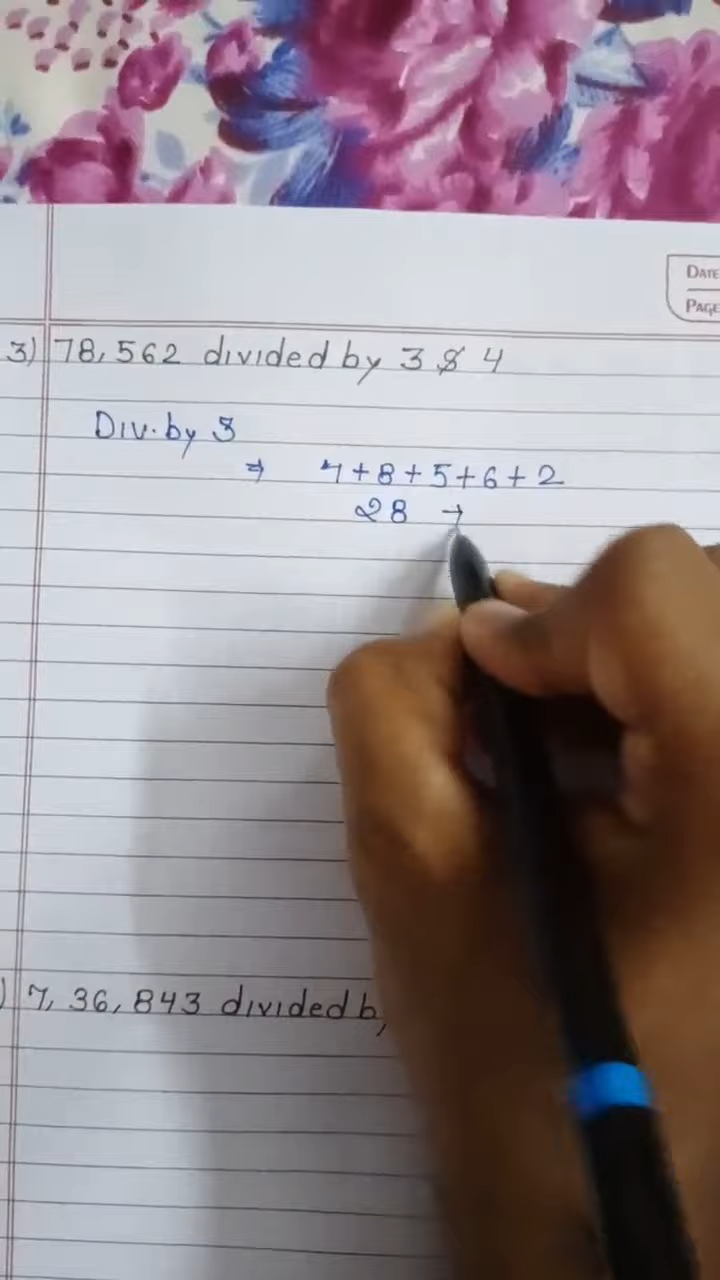 DATE
PAGE
3) 78,562 divided by 3 & 4
Div. by 3
⇒ 7+8+5+6+2
28 →
) 7,36,843 divided b